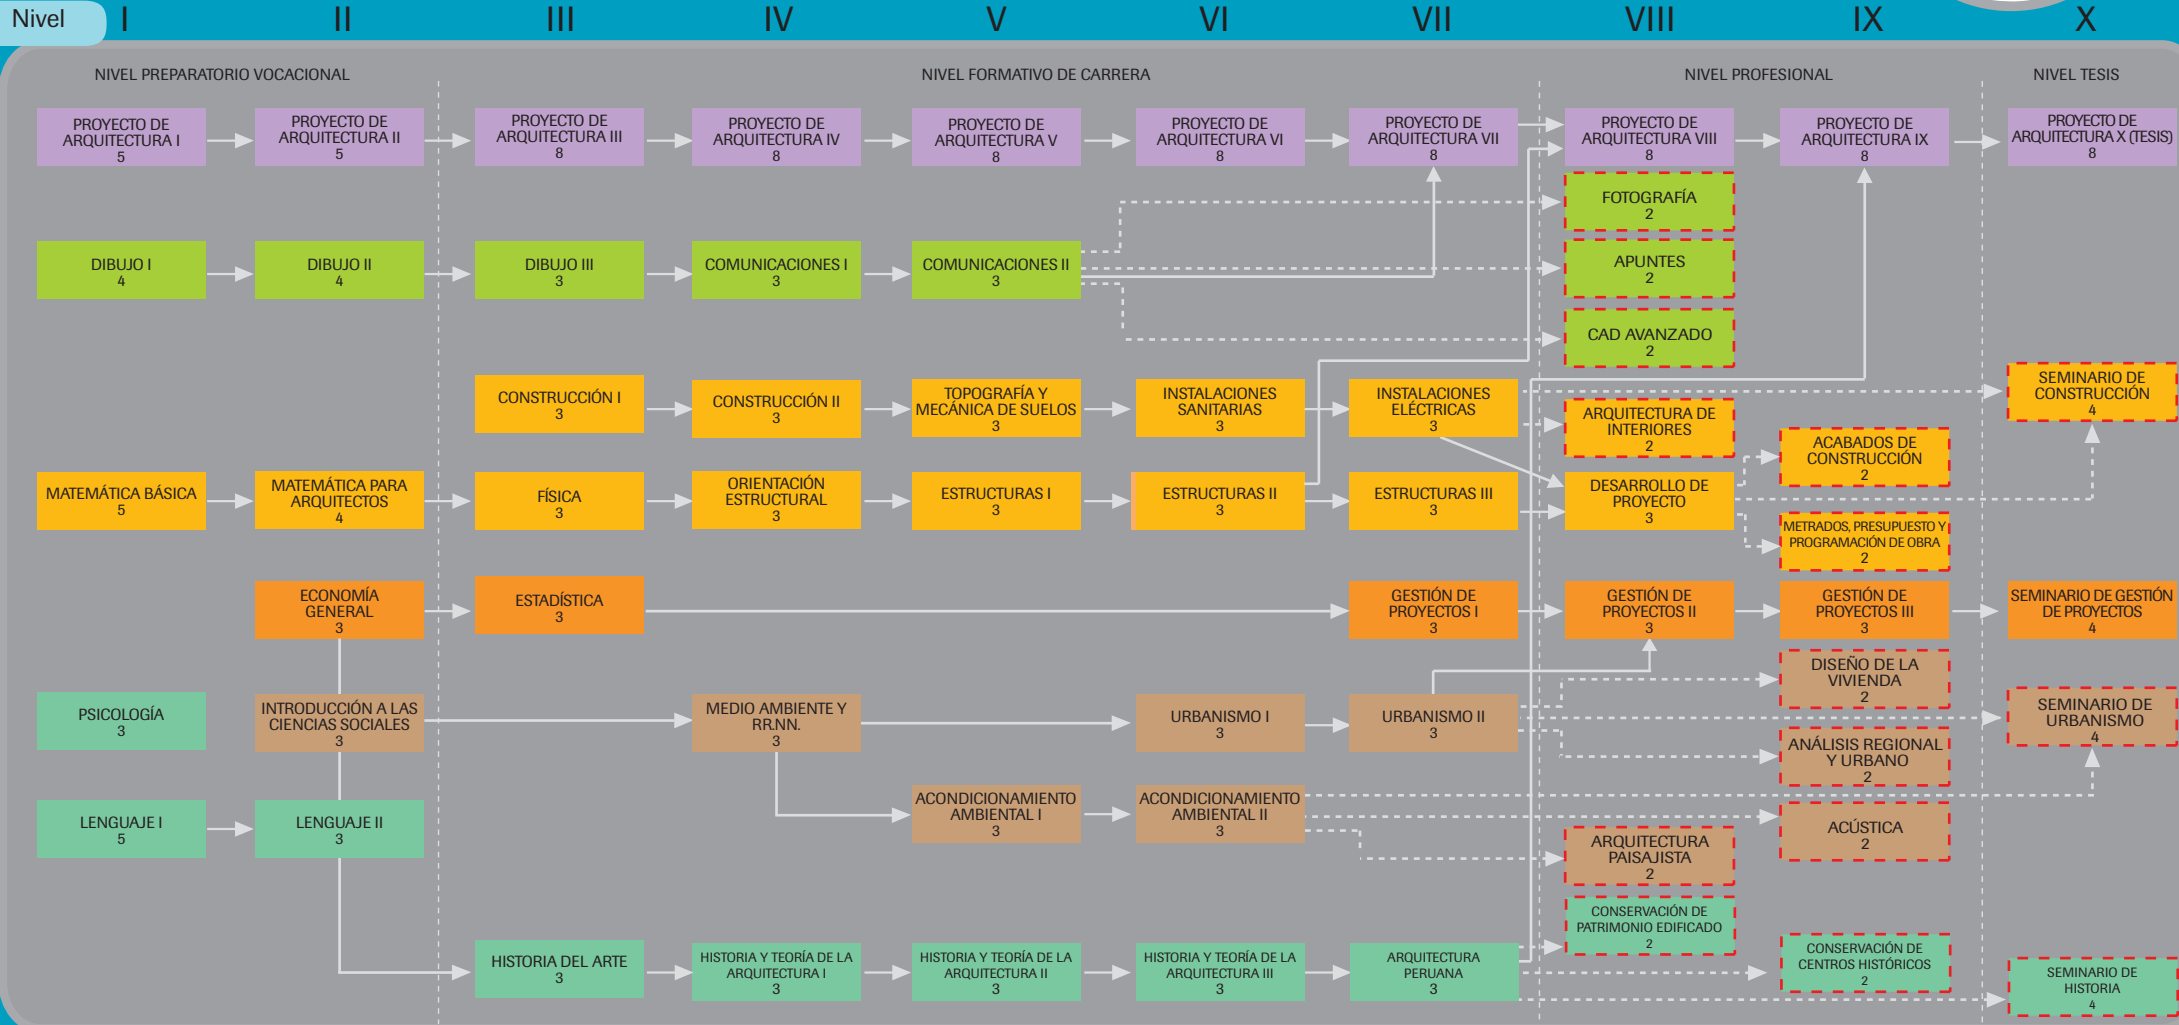 Nivel
I
II
III
IV
V
VI
VII
VIII
IX
X
NIVEL PREPARATORIO VOCACIONAL
NIVEL FORMATIVO DE CARRERA
NIVEL PROFESIONAL
NIVEL TESIS
PROYECTO DE
ARQUITECTURA I
5
PROYECTO DE
ARQUITECTURA II
5
PROYECTO DE
ARQUITECTURA III
8
PROYECTO DE
ARQUITECTURA IV
8
PROYECTO DE
ARQUITECTURA V
8
PROYECTO DE
ARQUITECTURA VI
8
PROYECTO DE
ARQUITECTURA VII
8
PROYECTO DE
ARQUITECTURA VIII
8
PROYECTO DE
ARQUITECTURA IX
8
PROYECTO DE
ARQUITECTURA X (TESIS)
8
FOTOGRAFÍA
2
DIBUJO I
4
DIBUJO II
4
DIBUJO III
3
COMUNICACIONES I
3
COMUNICACIONES II
3
APUNTES
2
CAD AVANZADO
2
CONSTRUCCIÓN I
3
CONSTRUCCIÓN II
3
TOPOGRAFÍA Y
MECÁNICA DE SUELOS
3
INSTALACIONES
SANITARIAS
3
INSTALACIONES
ELÉCTRICAS
3
ARQUITECTURA DE
INTERIORES
2
ACABADOS DE
CONSTRUCCIÓN
2
SEMINARIO DE
CONSTRUCCIÓN
4
MATEMÁTICA BÁSICA
5
MATEMÁTICA PARA
ARQUITECTOS
4
FÍSICA
3
ORIENTACIÓN
ESTRUCTURAL
3
ESTRUCTURAS I
3
ESTRUCTURAS II
3
ESTRUCTURAS III
3
DESARROLLO DE
PROYECTO
3
METRADOS, PRESUPUESTO Y
PROGRAMACIÓN DE OBRA
2
ECONOMÍA
GENERAL
3
ESTADÍSTICA
3
GESTIÓN DE
PROYECTOS I
3
GESTIÓN DE
PROYECTOS II
3
GESTIÓN DE
PROYECTOS III
3
SEMINARIO DE GESTIÓN
DE PROYECTOS
4
PSICOLOGÍA
3
INTRODUCCIÓN A LAS
CIENCIAS SOCIALES
3
MEDIO AMBIENTE Y
RR.NN.
3
URBANISMO I
3
URBANISMO II
3
DISEÑO DE LA
VIVIENDA
2
ANÁLISIS REGIONAL
Y URBANO
2
SEMINARIO DE
URBANISMO
4
LENGUAJE I
5
LENGUAJE II
3
ACONDICIONAMIENTO
AMBIENTAL I
3
ACONDICIONAMIENTO
AMBIENTAL II
3
ARQUITECTURA
PAISAJISTA
2
ACÚSTICA
2
CONSERVACIÓN DE
PATRIMONIO EDIFICADO
2
HISTORIA DEL ARTE
3
HISTORIA Y TEORÍA DE LA
ARQUITECTURA I
3
HISTORIA Y TEORÍA DE LA
ARQUITECTURA II
3
HISTORIA Y TEORÍA DE LA
ARQUITECTURA III
3
ARQUITECTURA
PERUANA
3
CONSERVACIÓN DE
CENTROS HISTÓRICOS
2
SEMINARIO DE
HISTORIA
4